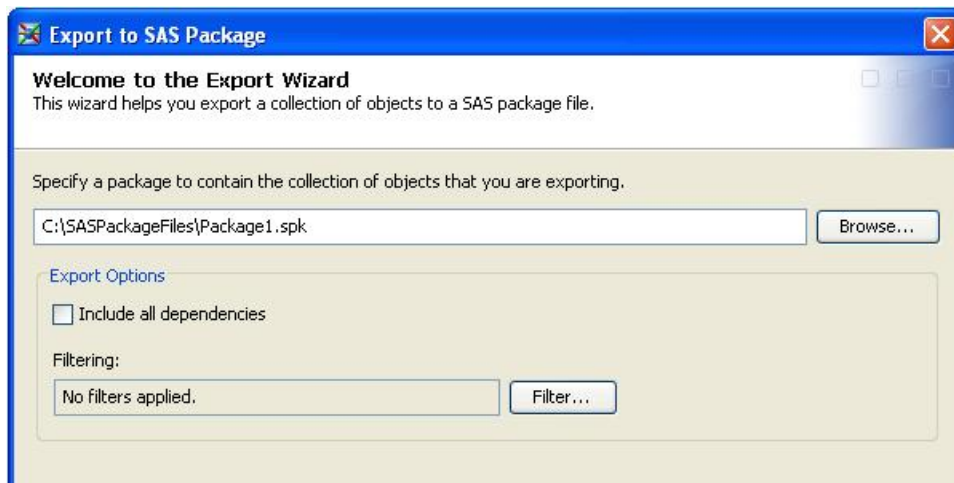 Export to SAS Package
Welcome to the Export Wizard
This wizard helps you export a collection of objects to a SAS package file.
Specify a package to contain the collection of objects that you are exporting.
C:\SASPackageFiles\Package1.spk
Browse...
Export Options
Include all dependencies
Filtering:
No filters applied.
Filter...